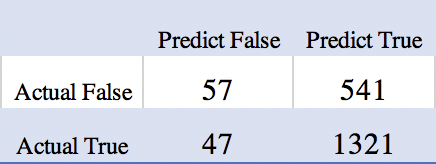 Predict False Predict True
Actual False 57 541
Actual True 47 1321